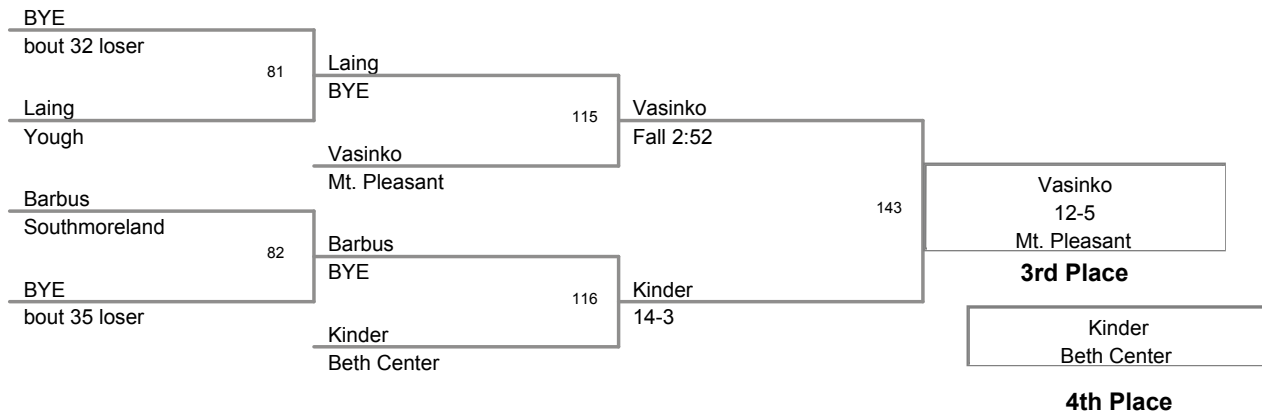 BYE
bout 32 loser
81
Laing
Yough
Barbus
Southmoreland
82
BYE
bout 35 loser
Laing
BYE
115
Vasinko
Mt. Pleasant
Barbus
BYE
116
Kinder
Beth Center
Vasinko
Fall 2:52
143
Kinder
14-3
Vasinko
12-5
Mt. Pleasant
3rd Place
Kinder
Beth Center
4th Place